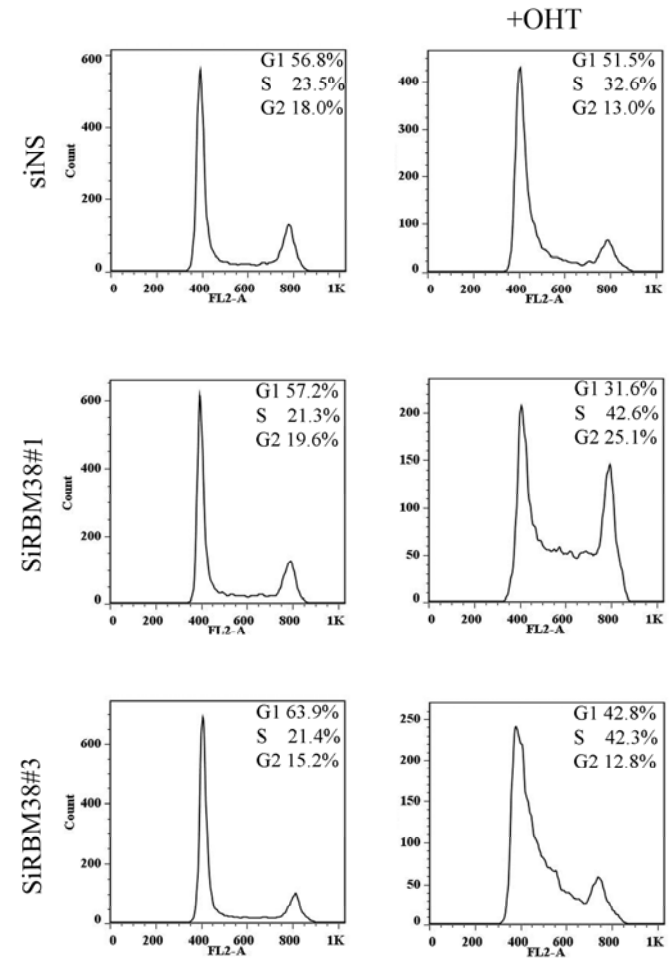 +OHT
siNS
Count
600
400
200
0
0 200 400 600 800 1K
FL2-A
G1 56.8%
S 23.5%
G2 18.0%
400
300
200
100
0
0 200 400 600 800 1K
FL2-A
G1 51.5%
S 32.6%
G2 13.0%
SiRBM38#1
Count
600
400
200
0
0 200 400 600 800 1K
FL2-A
G1 57.2%
S 21.3%
G2 19.6%
200
150
100
50
0
0 200 400 600 800 1K
FL2-A
G1 31.6%
S 42.6%
G2 25.1%
SiRBM38#3
Count
600
400
200
0
0 200 400 600 800 1K
FL2-A
G1 63.9%
S 21.4%
G2 15.2%
250
200
150
100
50
0
0 200 400 600 800 1K
FL2-A
G1 42.8%
S 42.3%
G2 12.8%